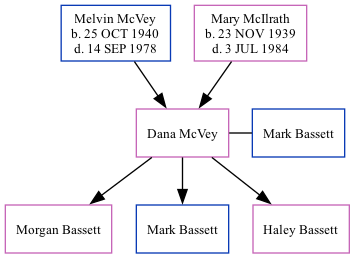 Melvin McVey
b. 25 OCT 1940
d. 14 SEP 1978
Mary McIlrath
b. 23 NOV 1939
d. 3 JUL 1984
Dana McVey
Mark Bassett
Morgan Bassett
Mark Bassett
Haley Bassett